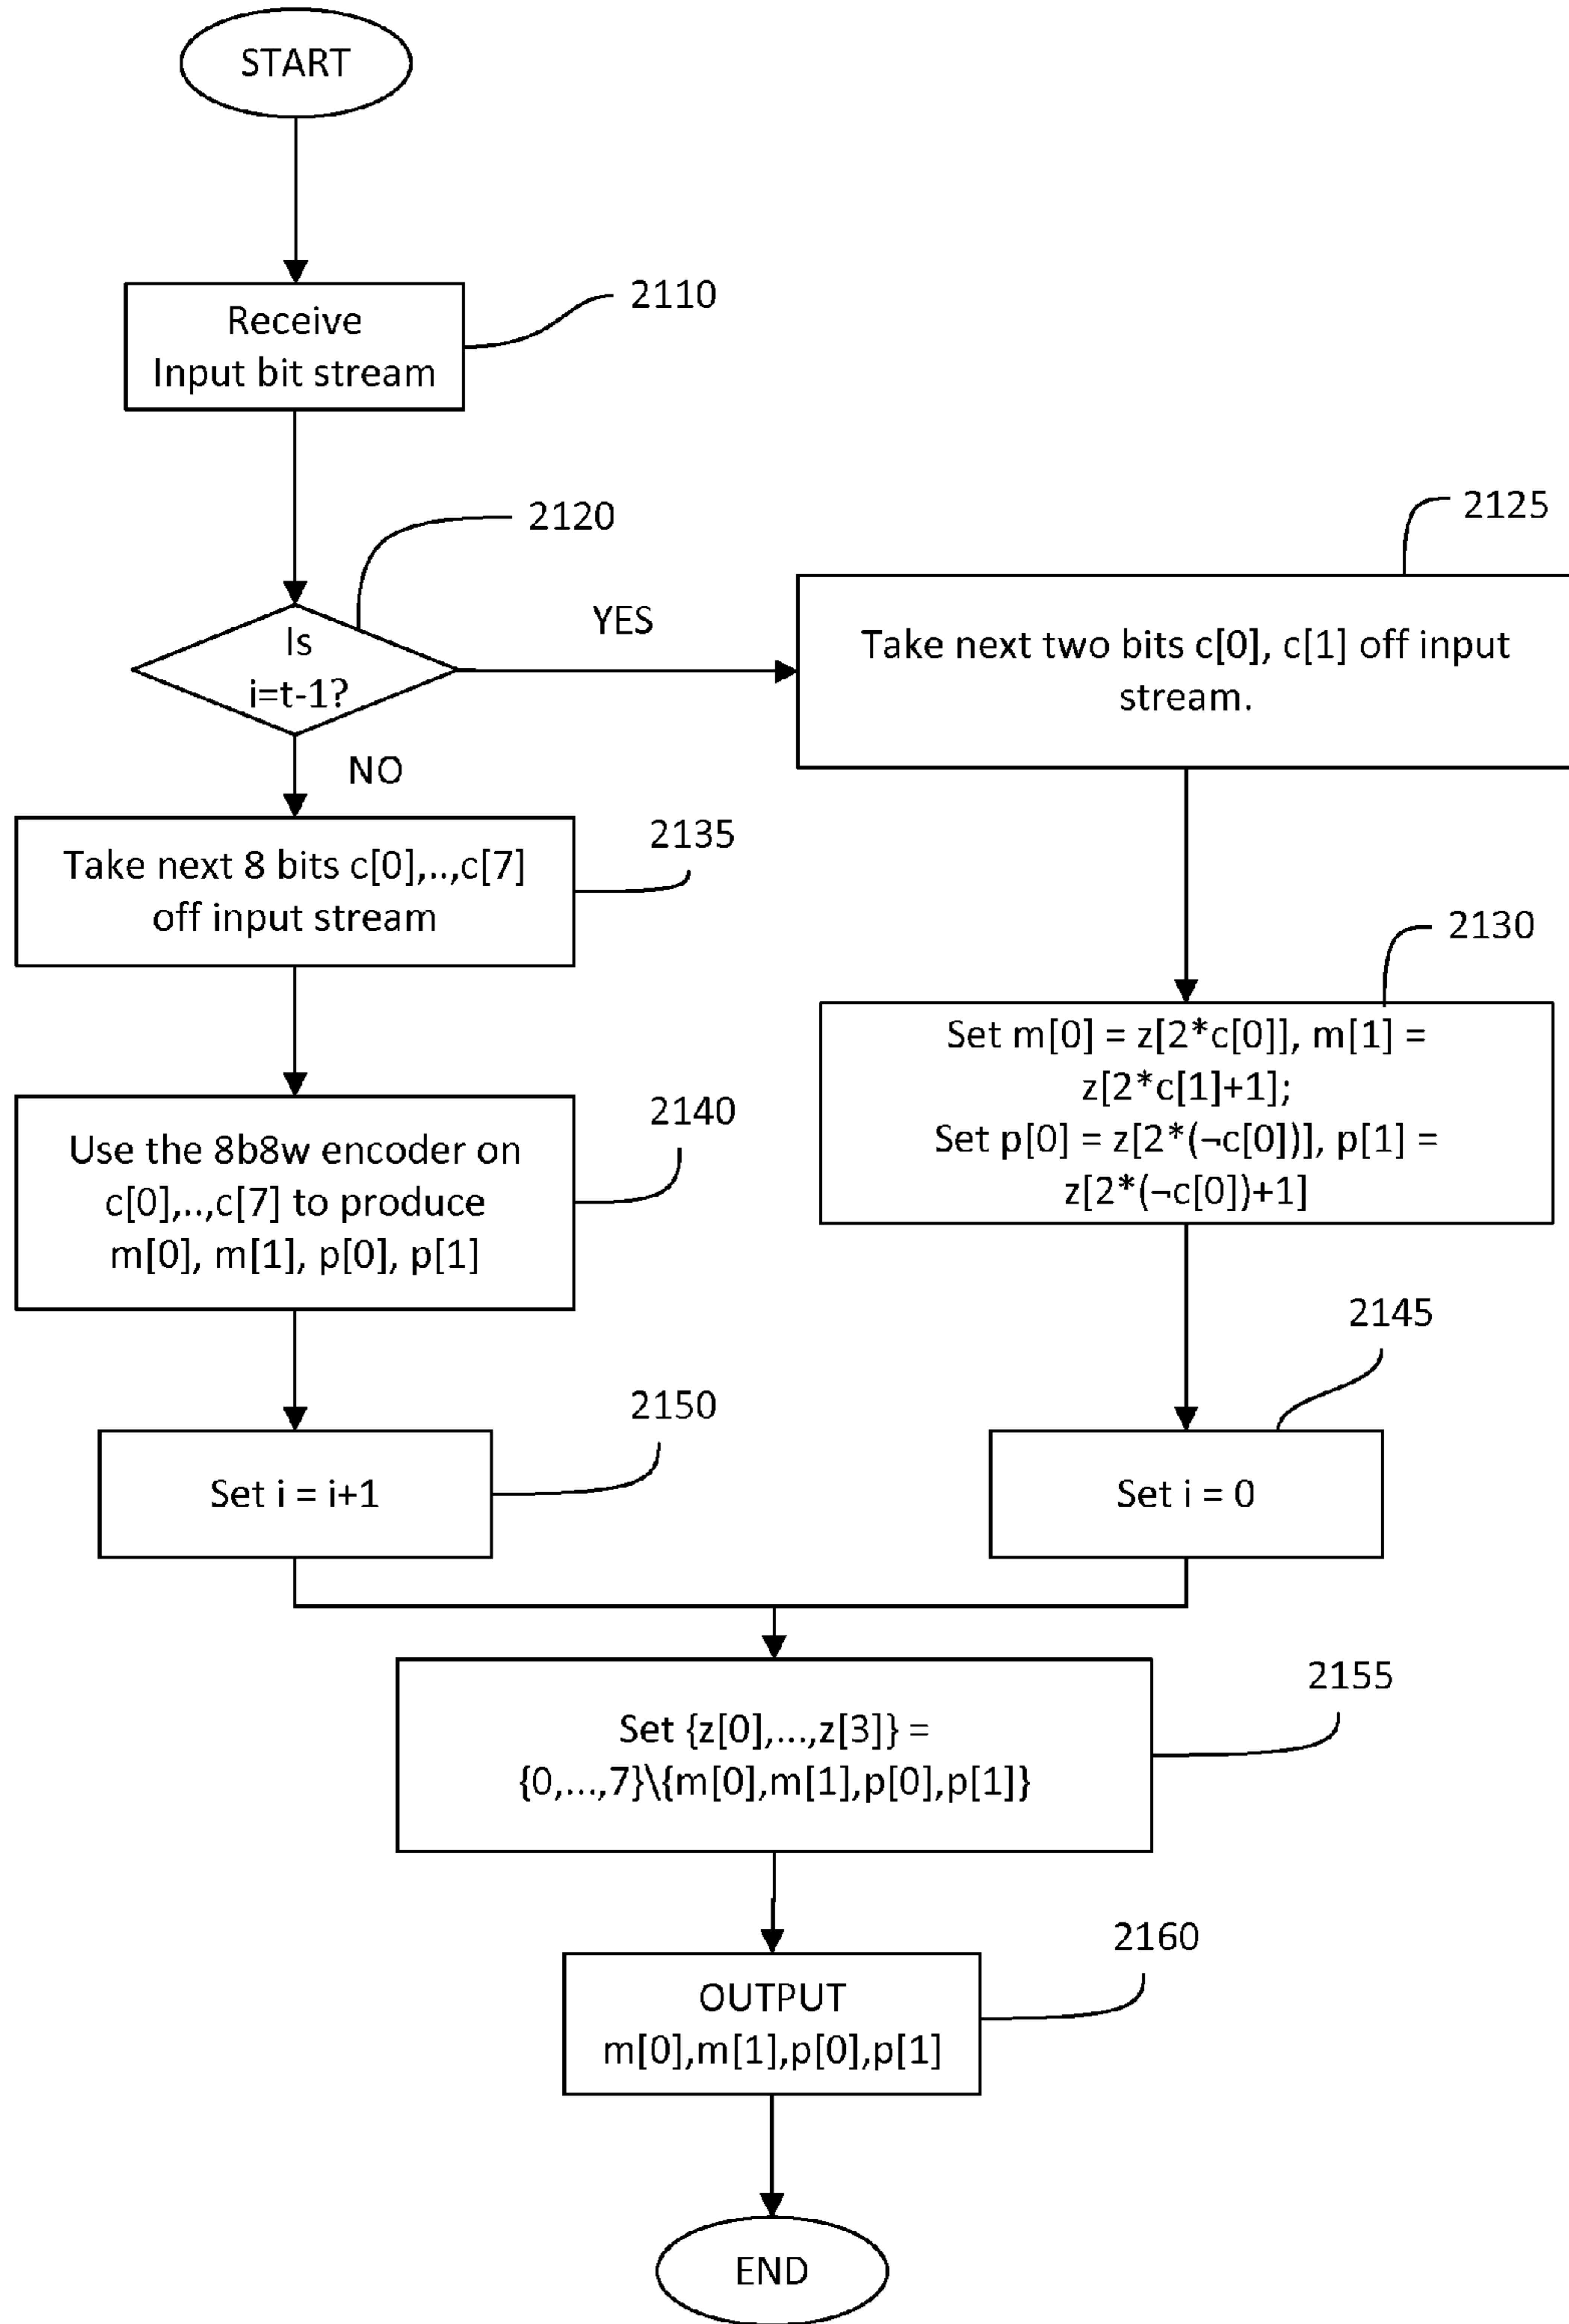 START
Receive
Input bit stream
2110
Is
i=t-1?
2120
YES
NO
2125
Take next two bits c[0], c[1] off input
stream.
Take next 8 bits c[0],..,c[7]
off input stream
2135
2130
Set m[0] = z[2*c[0]], m[1] =
z[2*c[1]+1];
Set p[0] = z[2*(¬c[0])], p[1] =
z[2*(¬c[0])+1]
Use the 8b8w encoder on
c[0],..,c[7] to produce
m[0], m[1], p[0], p[1]
2140
2145
Set i = i+1
2150
Set i = 0
Set {z[0],...,z[3]} =
{0,...,7}\{m[0],m[1],p[0],p[1]}
2155
OUTPUT
m[0],m[1],p[0],p[1]
2160
END